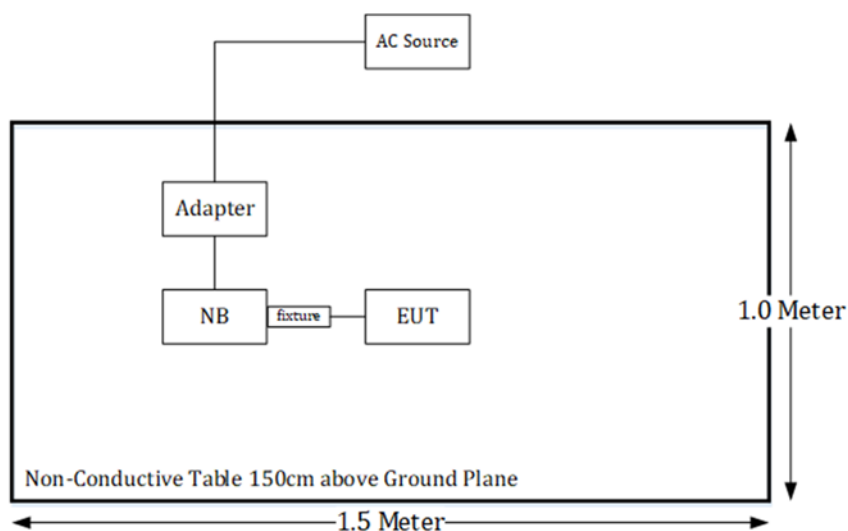 AC Source
Adapter
NB
fixture
EUT
1.0 Meter
Non-Conductive Table 150cm above Ground Plane
1.5 Meter